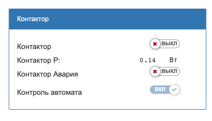 Контактор
Контактор ВЫКЛ
Контактор P: 0.14 Вт
Контактор Авария ВЫКЛ
Контроль автомата ВКЛ